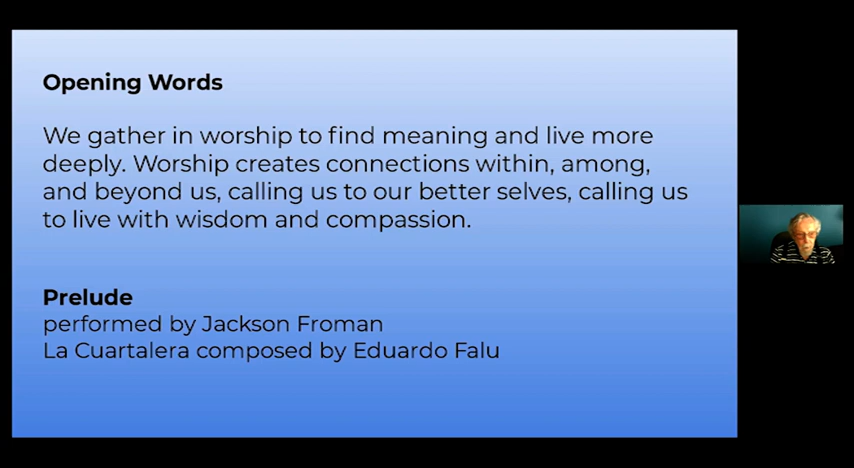 Opening Words
We gather in worship to find meaning and live more
deeply. Worship creates connections within, among,
and beyond us, calling us to our better selves, calling us
to live with wisdom and compassion.
Prelude
performed by Jackson Froman
La Cuartalera composed by Eduardo Falu